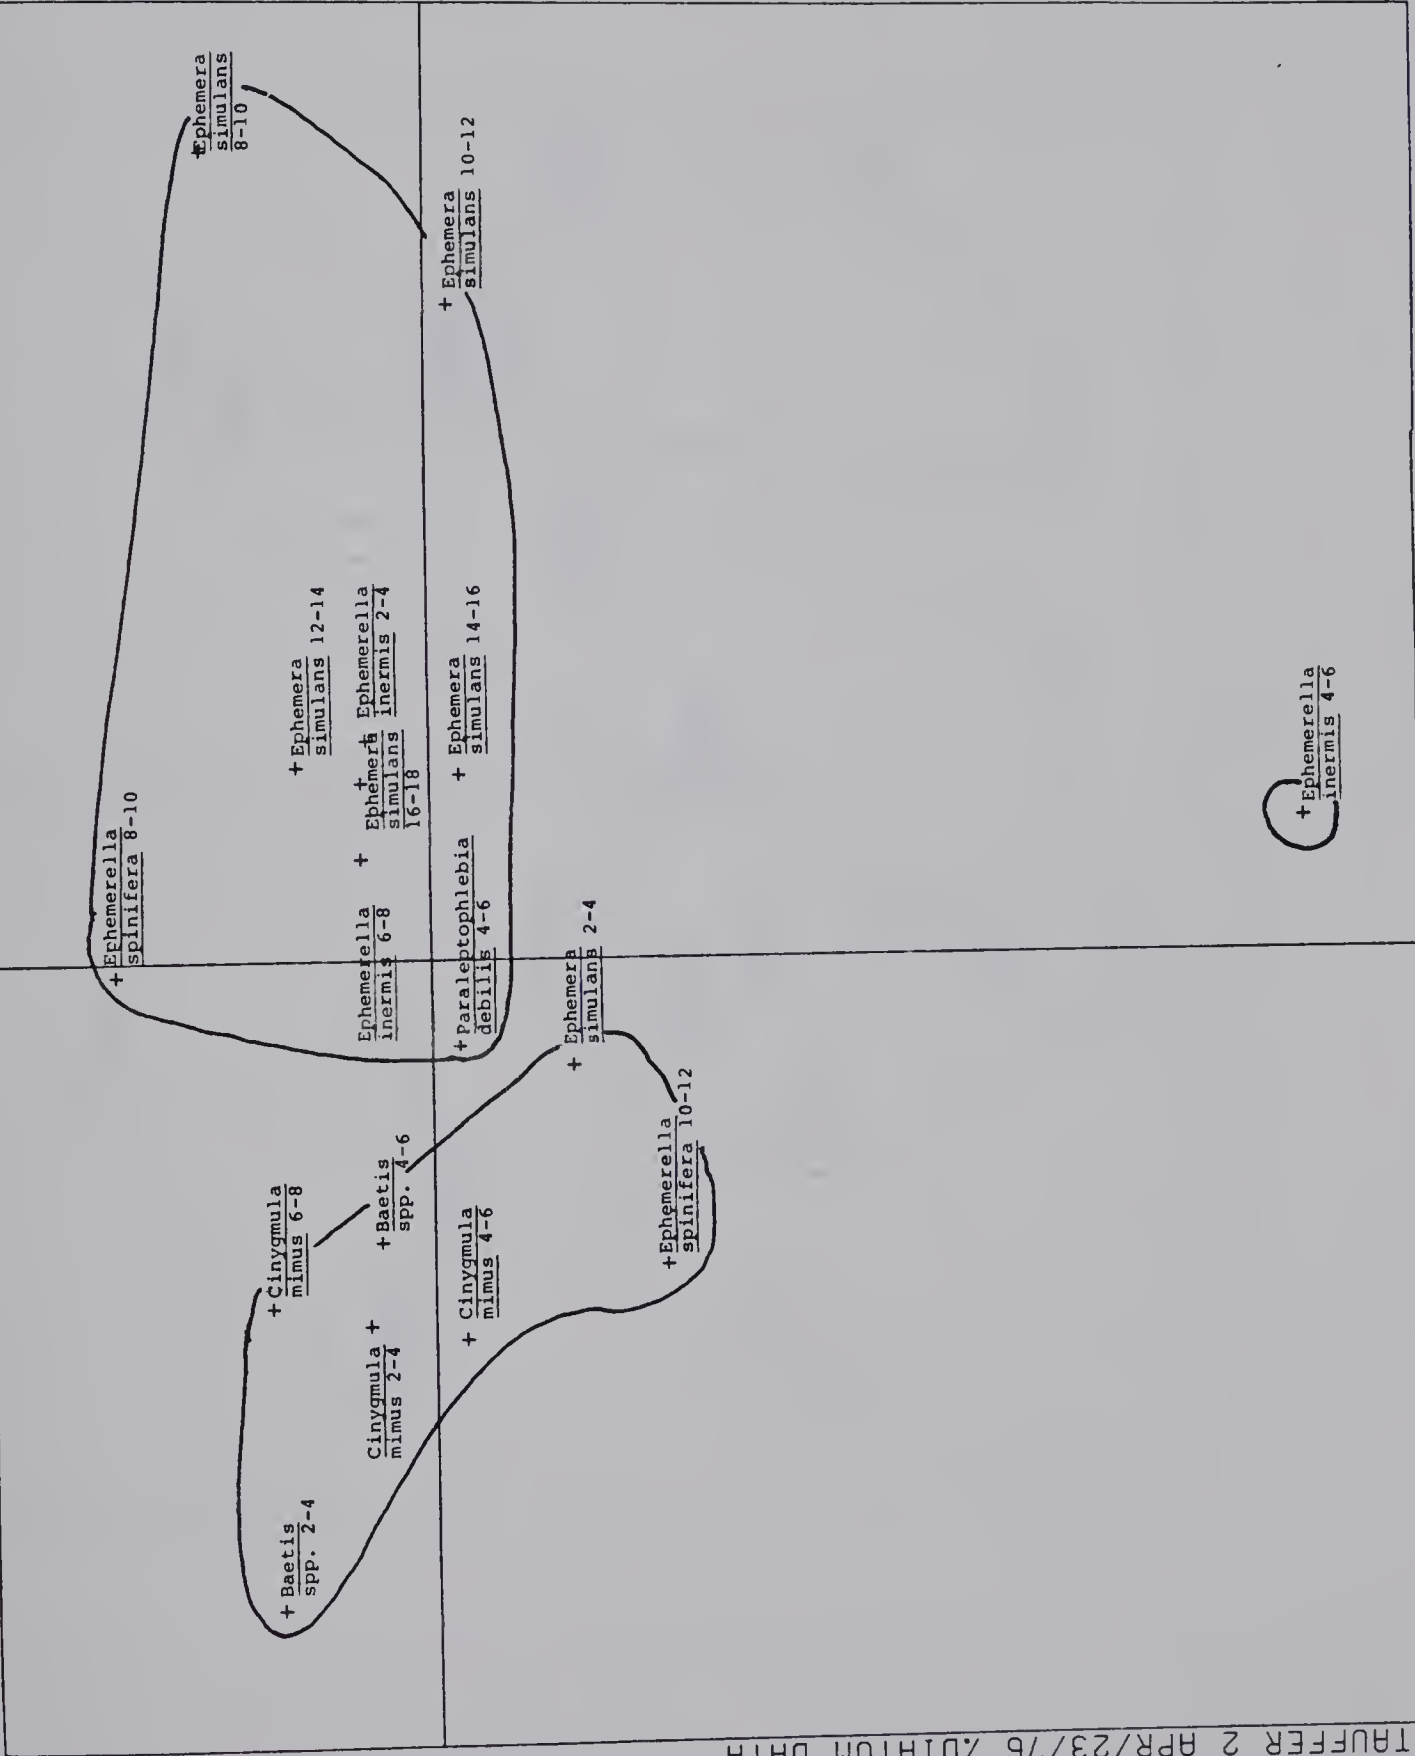 Ephemera
simulans
8-10
Ephemera
simulans 10-12
Ephemerella
spinifera 8-10
Ephemera
simulans 12-14
Ephemerella
inermis 2-4
Ephemera
simulans
16-18
Ephemera
simulans 14-16
Ephemerella
inermis 6-8
Paraleptophlebia
debilis 4-6
Ephemera
simulans 2-4
Ephemerella
inermis 4-6
Cinygmula
mimus 6-8
Baetis
spp. 4-6
Cinygmula
mimus 4-6
Ephemerella
spinifera 10-12
Cinygmula
mimus 2-4
Baetis
spp. 2-4
TAUFFER 2 APR/23/76